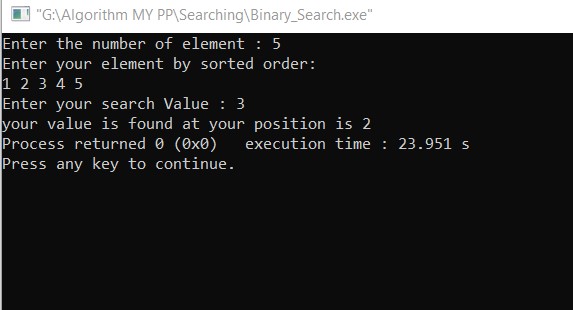 "G:\Algorithm MY PP\Searching\Binary_Search.exe"
Enter the number of element : 5
Enter your element by sorted order:
1 2 3 4 5
Enter your search Value : 3
your value is found at your position is 2
Process returned 0 (0x0)   execution time : 23.951 s
Press any key to continue.